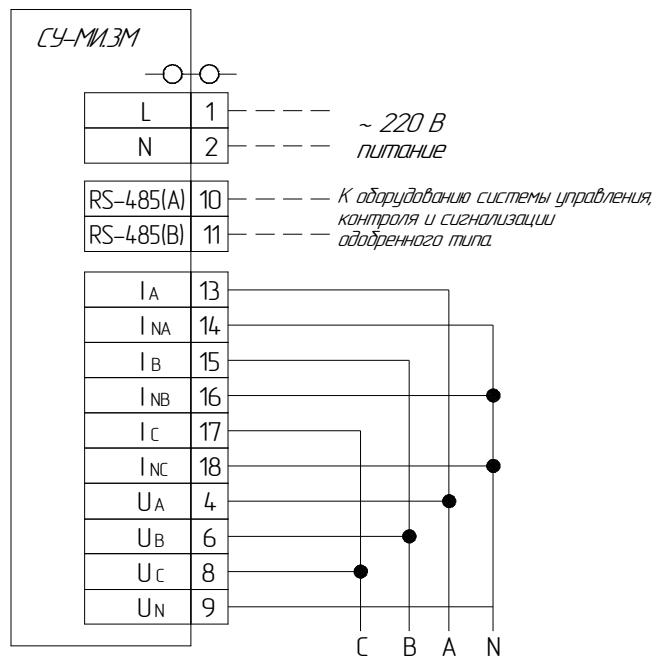 СУ-МИ.3М
L 1
N 2
~ 220 В
питание
RS-485(A) 10
RS-485(B) 11
К оборудованию системы управления,
контроля и сигнализации
одобренного типа.
IA 13
INA 14
IB 15
INB 16
IC 17
INC 18
UA 4
UB 6
UC 8
UN 9
C B A N